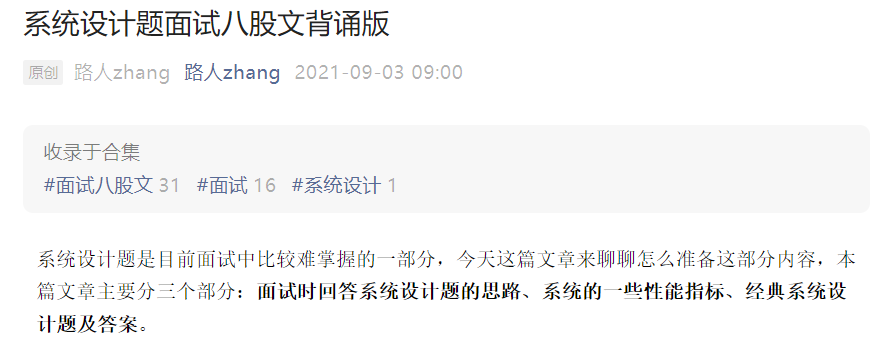 系统设计题面试八股文背诵版
原创 路人zhang 路人zhang 2021-09-03 09:00
收录于合集
#面试八股文 31 #面试 16 #系统设计 1
系统设计题是目前面试中比较难掌握的一部分，今天这篇文章来聊聊怎么准备这部分内容，本
篇文章主要分三个部分：面试时回答系统设计题的思路、系统的一些性能指标、经典系统设
计题及答案。